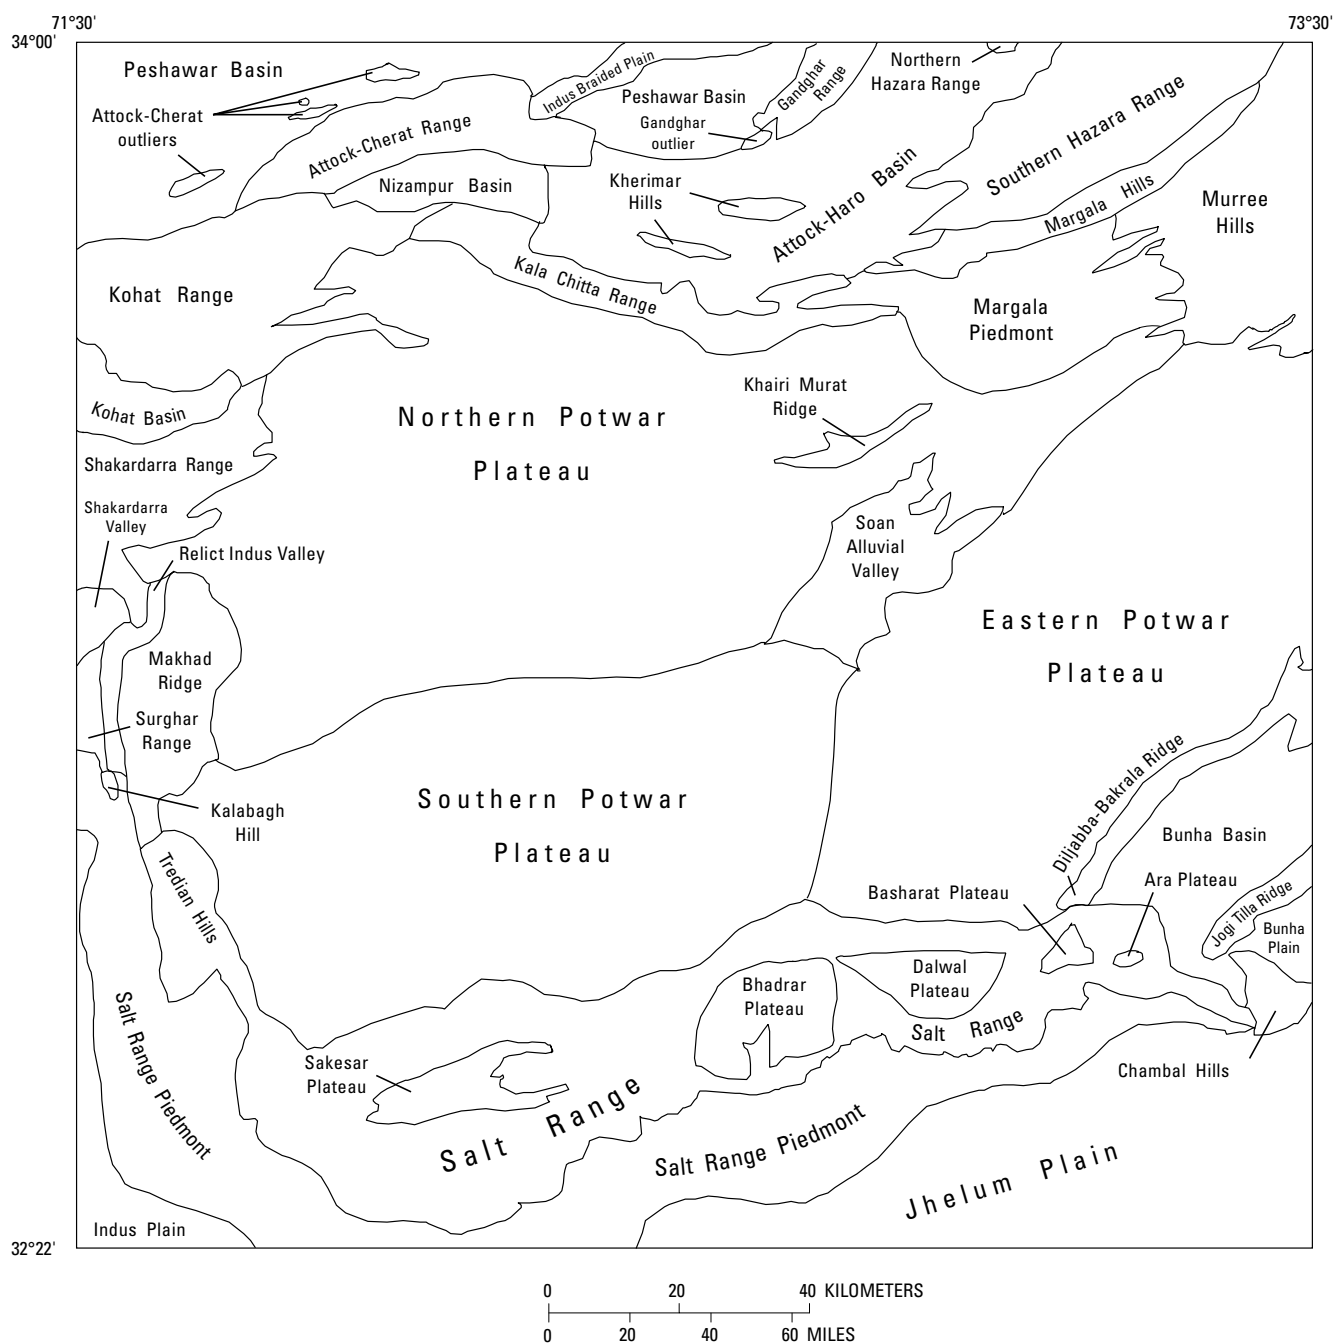 71°30'
73°30'
34°00'
Peshawar Basin
Attock-Cherat
outliers
Attock-Cherat Range
Nizampur Basin
Indus Braided Plain
Peshawar Basin
Gandghar
outlier
Gandghar
Range
Northern
Hazara Range
Southern Hazara Range
Kherimar
Hills
Attock-Haro Basin
Margala Hills
Murree
Hills
Kohat Range
Kala Chitta Range
Margala
Piedmont
Kohat Basin
Northern Potwar
Plateau
Khairi Murat
Ridge
Shakardarra Range
Shakardarra
Valley
Relict Indus Valley
Soan
Alluvial
Valley
Eastern Potwar
Plateau
Makhad
Ridge
Surghar
Range
Kalabagh
Hill
Southern Potwar
Plateau
Diljabba-Bakrala Ridge
Bunha Basin
Tredian Hills
Basharat Plateau
Ara Plateau
Jogi Tilla Ridge
Bunha
Plain
Bhadrar
Plateau
Dalwal
Plateau
Salt Range
Salt Range Piedmont
Sakesar
Plateau
Chambal Hills
Salt Range
Salt Range Piedmont
Jhelum Plain
Indus Plain
32°22'
0 20 40 KILOMETERS
0 20 40 60 MILES